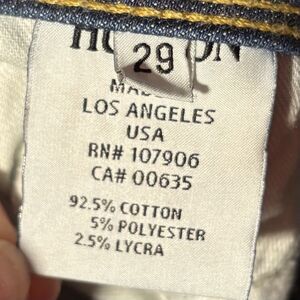 29
LOS ANGELES
USA
RN# 107906
CA# 00635
92.5% COTTON
5% POLYESTER
2.5% LYCRA